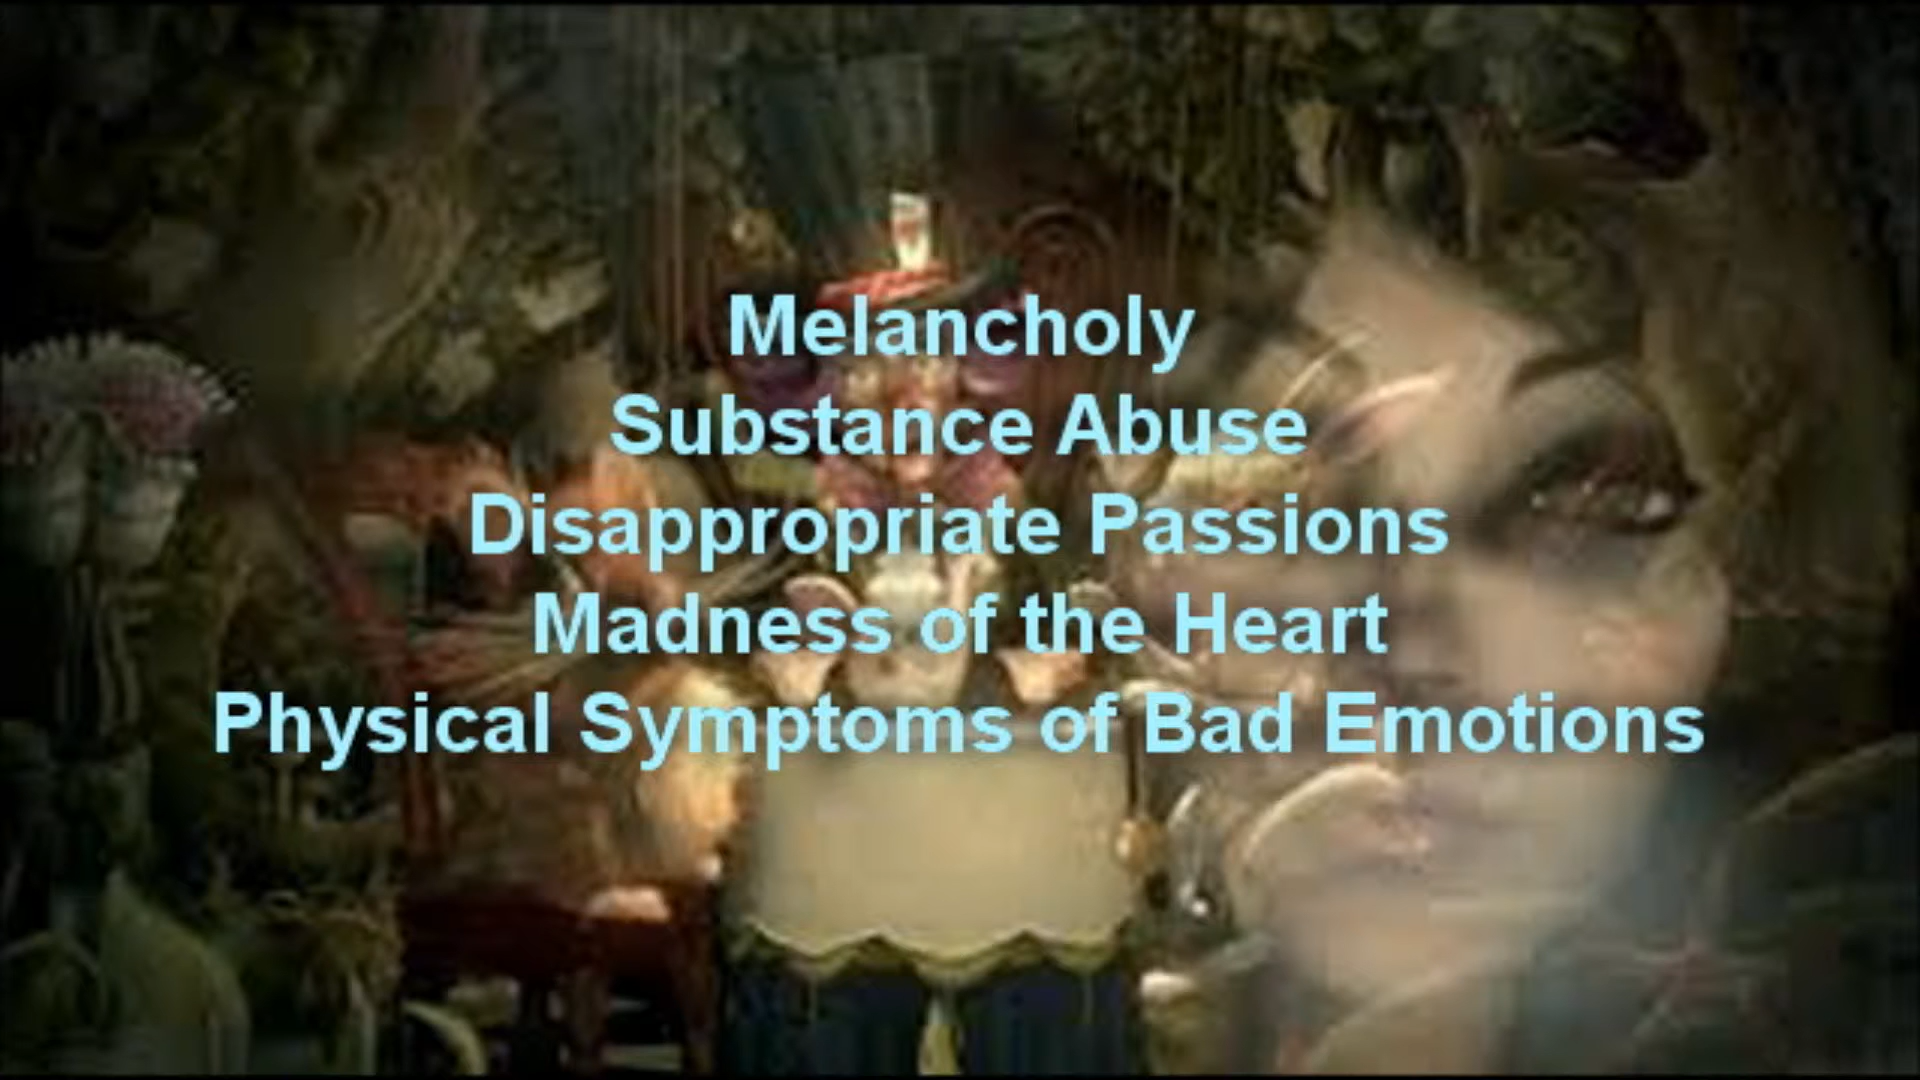 Melancholy
Substance Abuse
Disappropriate Passions
Madness of the Heart
Physical Symptoms of Bad Emotions